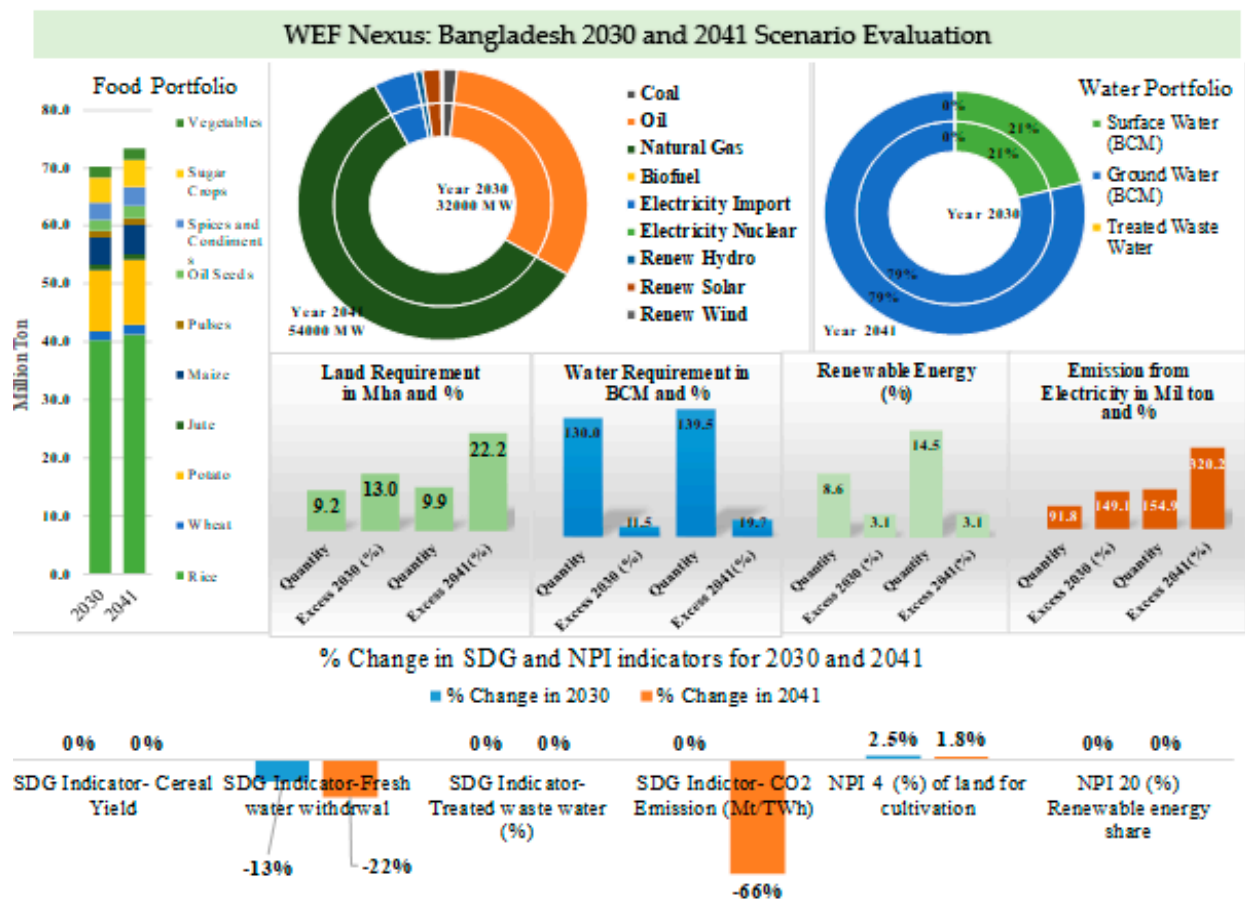 WEF Nexus: Bangladesh 2030 and 2041 Scenario Evaluation
Food Portfolio
80.0
70.0
60.0
50.0
40.0
30.0
20.0
10.0
0.0
Million Ton
2030
2041
Vegetables
Sugar
Crops
Spices and
Condiment
s
Oil Seeds
Pulses
Maize
Jute
Potato
Wheat
Rice
Year 2030
32000 MW
Year 2041
54000 MW
Coal
Oil
Natural Gas
Biofuel
Electricity Import
Electricity Nuclear
Renew Hydro
Renew Solar
Renew Wind
0%
0%
21%
21%
Year 2030
79%
79%
Year 2041
Water Portfolio
Surface Water
(BCM)
Ground Water
(BCM)
Treated Waste
Water
Land Requirement
in Mha and %
9.2
13.0
9.9
22.2
Quantity
Excess 2030 (%)
Quantity
Excess 2041(%)
Water Requirement in
BCM and %
130.0
11.5
139.5
19.7
Quantity
Excess 2030 (%)
Quantity
Excess 2041(%)
Renewable Energy
(%)
8.6
3.1
14.5
3.1
Quantity
Excess 2030 (%)
Quantity
Excess 2041(%)
Emission from
Electricity in Mil ton
and %
91.8
149.1
154.9
320.2
Quantity
Excess 2030 (%)
Quantity
Excess 2041(%)
% Change in SDG and NPI indicators for 2030 and 2041
% Change in 2030
% Change in 2041
0% 0%
SDG Indicator- Cereal
Yield
SDG Indicator-Fresh
water withdrwal
-13%
-22%
0% 0%
SDG Indicator-
Treated waste water
(%)
0%
SDG Indictor- CO2
Emission (Mt/TWh)
-66%
2.5% 1.8%
NPI 4 (%) of land for
cultivation
0% 0%
NPI 20 (%)
Renewable energy
share